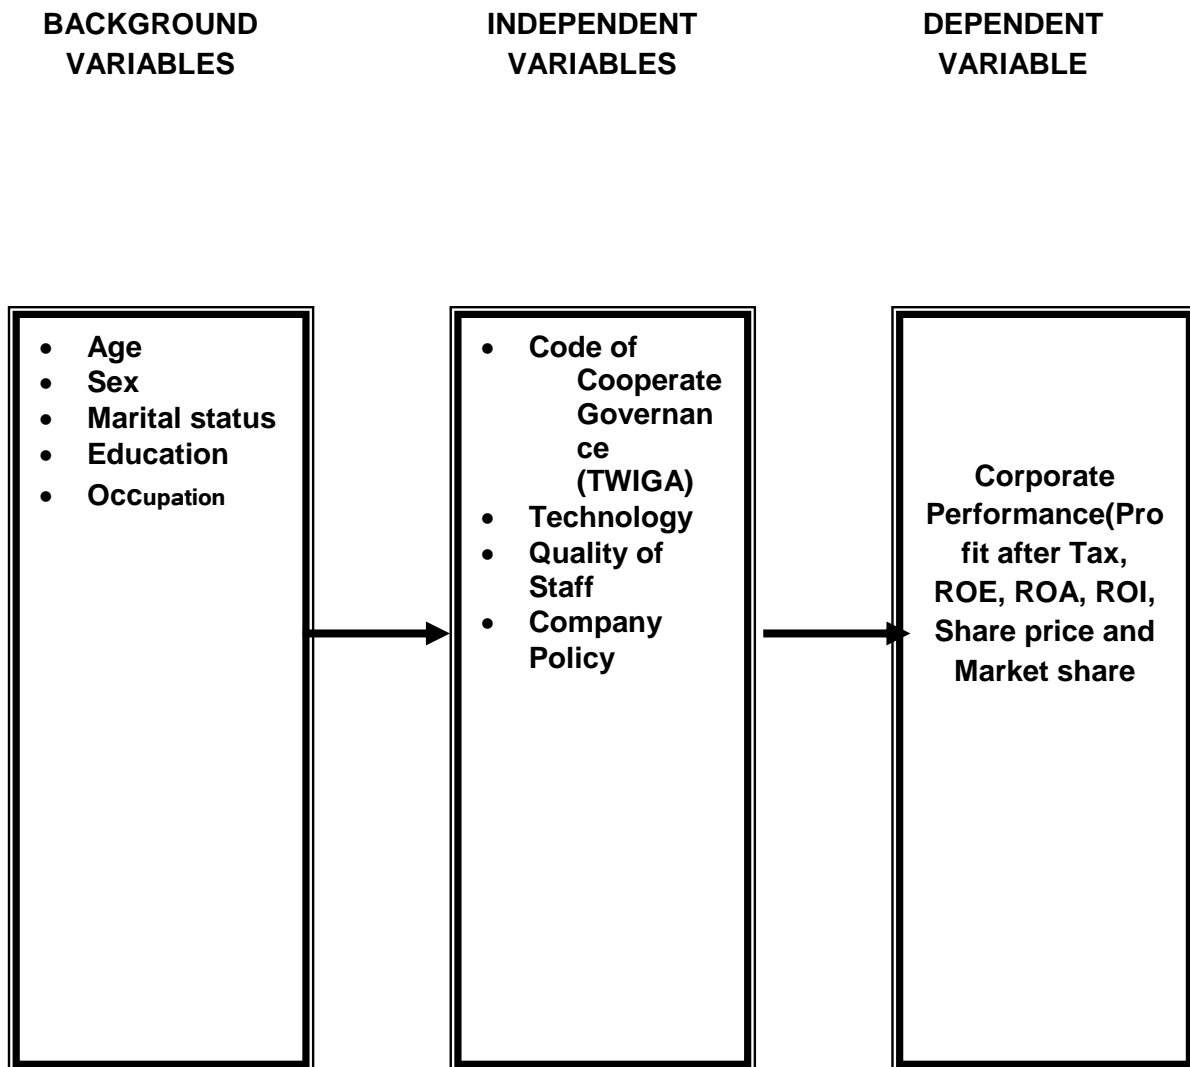 BACKGROUND
VARIABLES
INDEPENDENT
VARIABLES
DEPENDENT
VARIABLE
• Age
• Sex
• Marital status
• Education
• Occupation
• Code of
Cooperate
Governan
ce
(TWIGA)
• Technology
• Quality of
Staff
• Company
Policy
Corporate
Performance(Pro
fit after Tax,
ROE, ROA, ROI,
Share price and
Market share